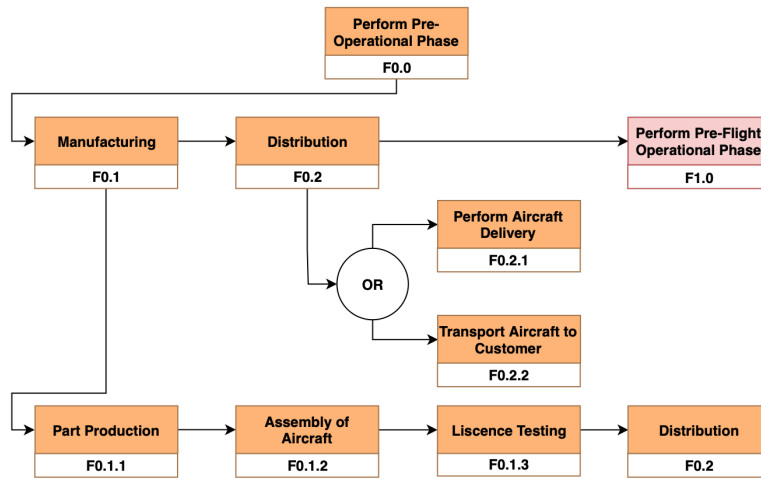 Perform Pre-
Operational Phase
F0.0
Manufacturing
F0.1
Distribution
F0.2
Perform Pre-Flight
Operational Phase
F1.0
Perform Aircraft
Delivery
F0.2.1
OR
Transport Aircraft to
Customer
F0.2.2
Part Production
F0.1.1
Assembly of
Aircraft
F0.1.2
Liscence Testing
F0.1.3
Distribution
F0.2